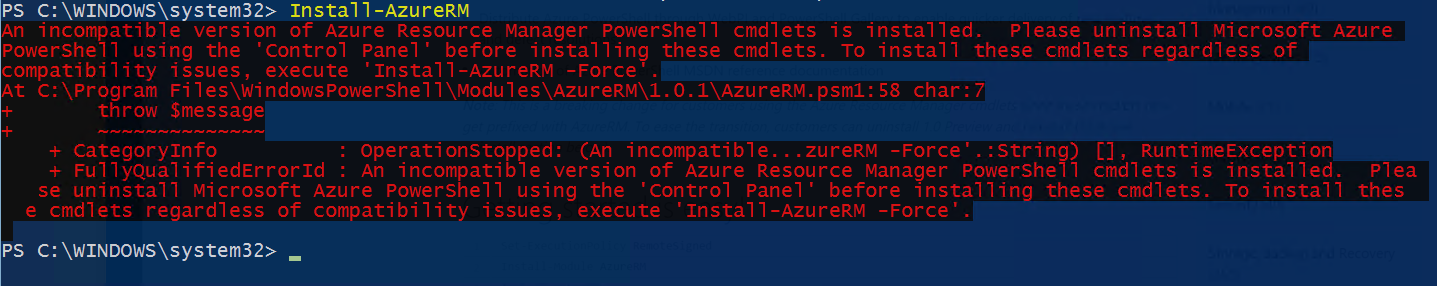 PS C:\WINDOWS\system32> Install-AzureRM
An incompatible version of Azure Resource Manager PowerShell cmdlets is installed.  Please uninstall Microsoft Azure
PowerShell using the 'Control Panel' before installing these cmdlets. To install these cmdlets regardless of
compatibility issues, execute 'Install-AzureRM -Force'.
At C:\Program Files\WindowsPowerShell\Modules\AzureRM\1.0.1\AzureRM.psm1:58 char:7
+       throw $message
+       ~~~~~~~~~~~~~~
    + CategoryInfo          : OperationStopped: (An incompatible...zureRM -Force'.:String) [], RuntimeException
    + FullyQualifiedErrorId : An incompatible version of Azure Resource Manager PowerShell cmdlets is installed.  Plea
   se uninstall Microsoft Azure PowerShell using the 'Control Panel' before installing these cmdlets. To install thes
  e cmdlets regardless of compatibility issues, execute 'Install-AzureRM -Force'.
PS C:\WINDOWS\system32>